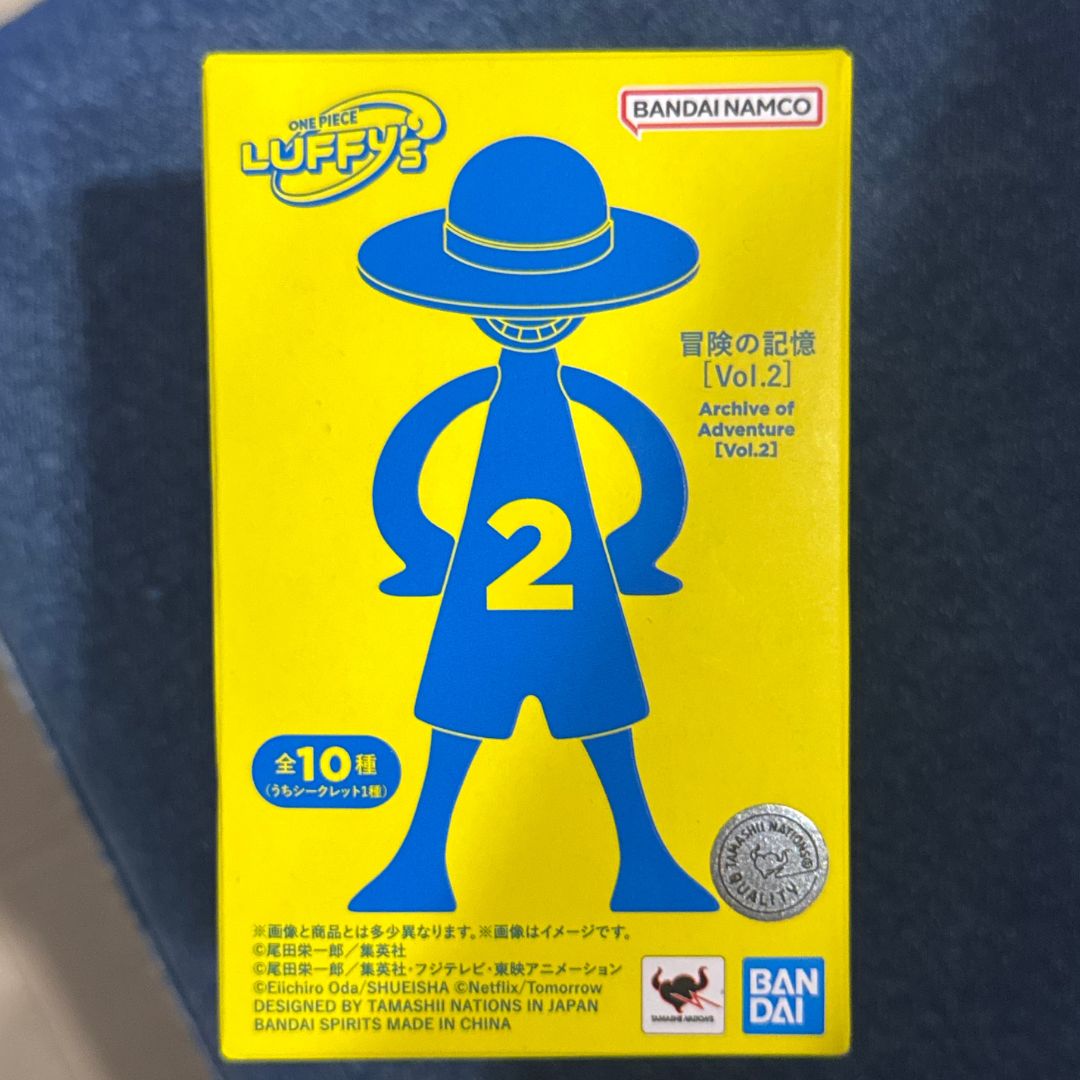 ONE PIECE
LUFFY's
BANDAI NAMCO
冒険の記憶
[Vol.2]
Archive of
Adventure
[Vol.2]
2
全10種
(うちシークレット1種)
TAMASHII NATIONS®
QUALITY
※画像と商品とは多少異なります。※画像はイメージです。
©尾田栄一郎／集英社
©尾田栄一郎／集英社・フジテレビ・東映アニメーション
©Eiichiro Oda/SHUEISHA ©Netflix/Tomorrow
DESIGNED BY TAMASHII NATIONS IN JAPAN
BANDAI SPIRITS MADE IN CHINA
TAMASHII NATIONS
BAN
DAI